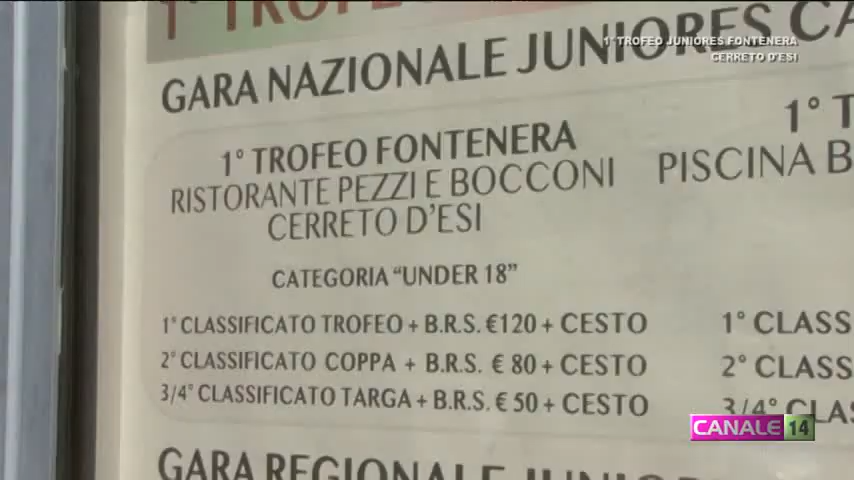 1° TROFE
GARA NAZIONALE JUNIORES CA
1° TROFEO JUNIORES FONTENERA
CERRETO D'ESI
1° TROFEO FONTENERA
RISTORANTE PEZZI E BOCCONI
CERRETO D'ESI
CATEGORIA “UNDER 18”
1° CLASSIFICATO TROFEO + B.R.S. €120 + CESTO
2° CLASSIFICATO COPPA + B.R.S. € 80 + CESTO
3/4° CLASSIFICATO TARGA + B.R.S. € 50 + CESTO
1° T
PISCINA B
1° CLASS
2° CLASS
3/4° CLAS
GARA REGIONALE JUNIOR
CANALE 14